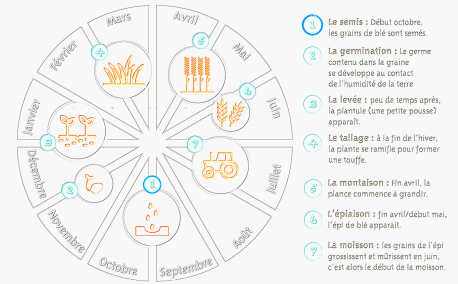 Mars
Avril
Février
Mai
Janvier
Juin
Décembre
Juillet
Novembre
Août
Octobre
Septembre
4
5
6
3
7
2
1
1 Le semis : Début octobre,
les grains de blé sont semés.
2 La germination : Le germe
contenu dans la graine
se développe au contact
de l'humidité de la terre
3 La levée : peu de temps après,
la plantule (une petite pousse)
apparaît.
4 Le tallage : à la fin de l'hiver,
la plante se ramifie pour former
une touffe.
5 La montaison : Fin avril, la
plante commence à grandir.
6 L'épiaison : fin avril/début mai,
l'épi de blé apparait.
7 La moisson : les grains de l'épi
grossissent et mûrissent en juin,
c'est alors le début de la moisson.